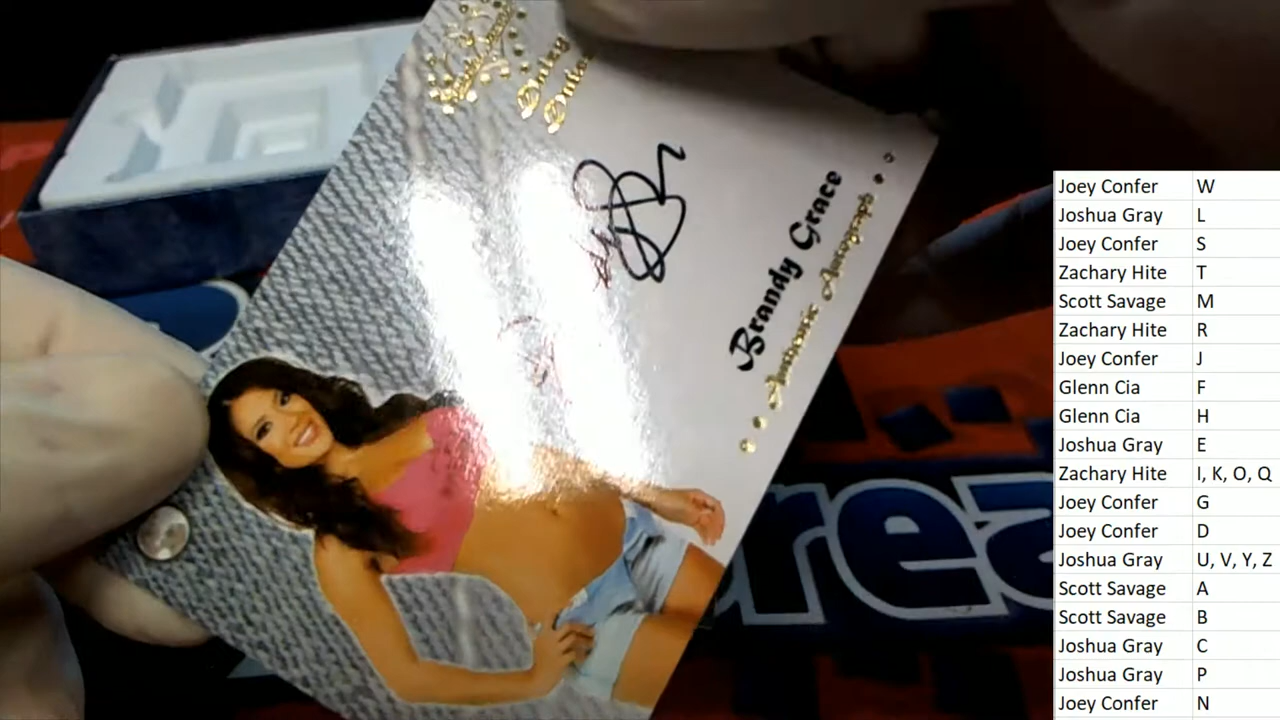 Daisy
Brandy Grace
Authentic Autograph
rea
Joey Confer W
Joshua Gray L
Joey Confer S
Zachary Hite T
Scott Savage M
Zachary Hite R
Joey Confer J
Glenn Cia F
Glenn Cia H
Joshua Gray E
Zachary Hite I, K, O, Q
Joey Confer G
Joey Confer D
Joshua Gray U, V, Y, Z
Scott Savage A
Scott Savage B
Joshua Gray C
Joshua Gray P
Joey Confer N